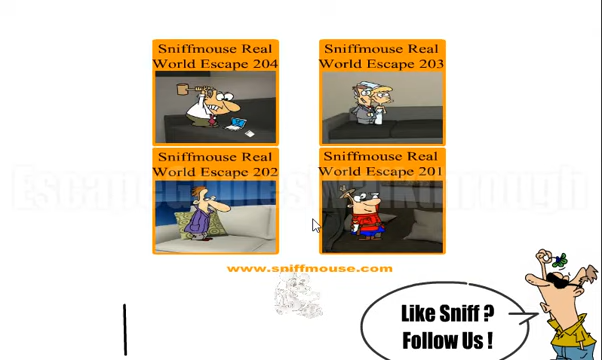 Sniffmouse Real
World Escape 204
Sniffmouse Real
World Escape 203
Sniffmouse Real
World Escape 202
Sniffmouse Real
World Escape 201
EscapeGamesWalkthrough
www.sniffmouse.com
Like Sniff ?
Follow Us !